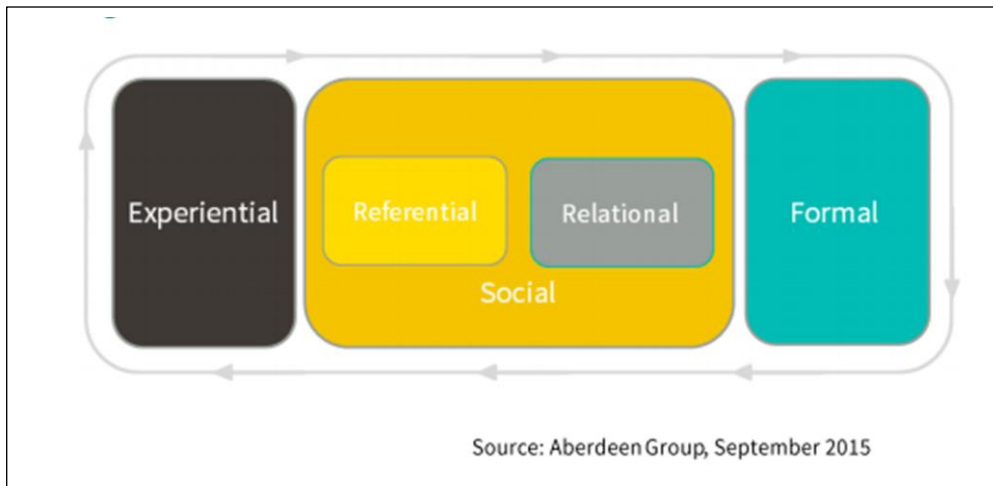 Experiential
Referential
Relational
Social
Formal
Source: Aberdeen Group, September 2015